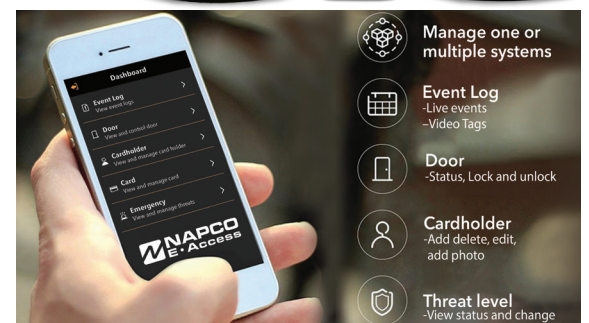 Dashboard
Event Log
View event logs
Door
View and control door
Cardholder
View and manage card holder
Card
View and manage card
Emergency
View and manage threats
NAPCO
E•Access
Manage one or
multiple systems
Event Log
-Live events
–Video Tags
Door
-Status, Lock and unlock
Cardholder
-Add delete, edit,
add photo
Threat level
-View status and change